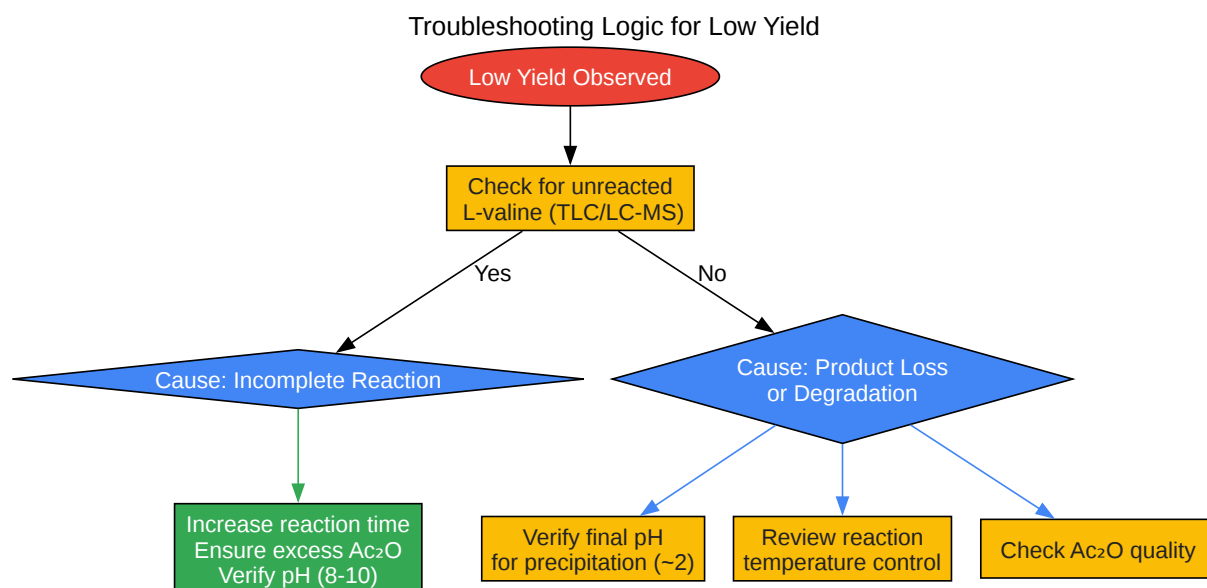 Troubleshooting Logic for Low Yield
Low Yield Observed
Check for unreacted
L-valine (TLC/LC-MS)
Yes
No
Cause: Incomplete Reaction
Cause: Product Loss
or Degradation
Increase reaction time
Ensure excess Ac₂O
Verify pH (8-10)
Verify final pH
for precipitation (~2)
Review reaction
temperature control
Check Ac₂O quality